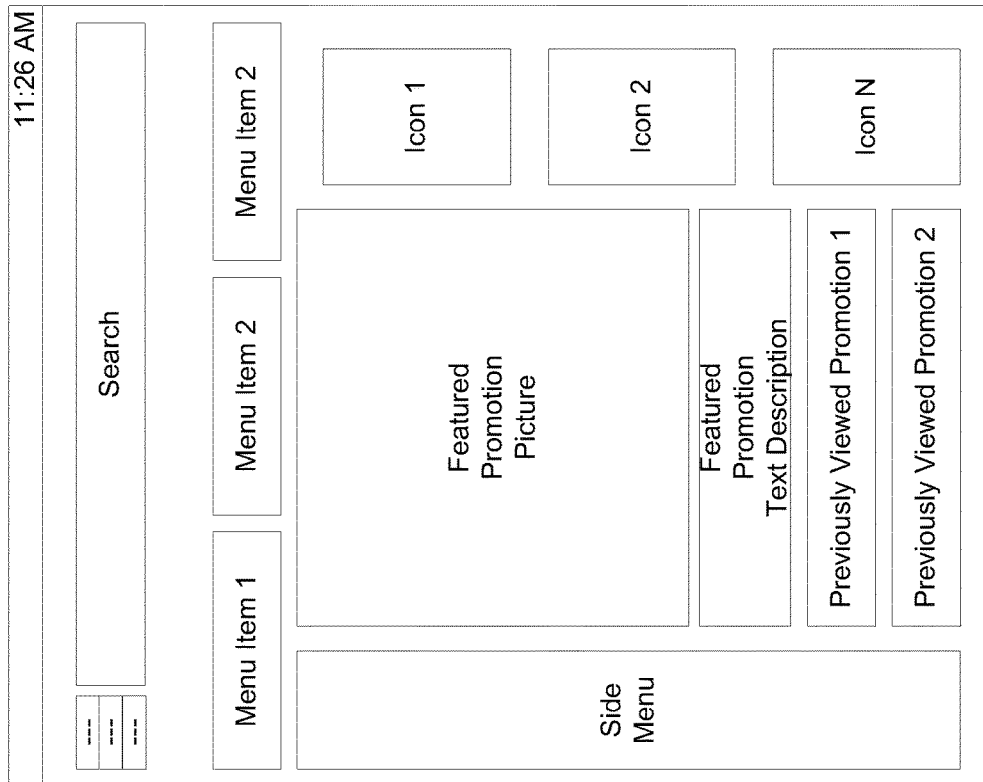 11:26 AM
---
---
---
Search
Menu Item 1
Menu Item 2
Menu Item 2
Side
Menu
Featured
Promotion
Picture
Icon 1
Featured
Promotion
Text Description
Icon 2
Previously Viewed Promotion 1
Previously Viewed Promotion 2
Icon N